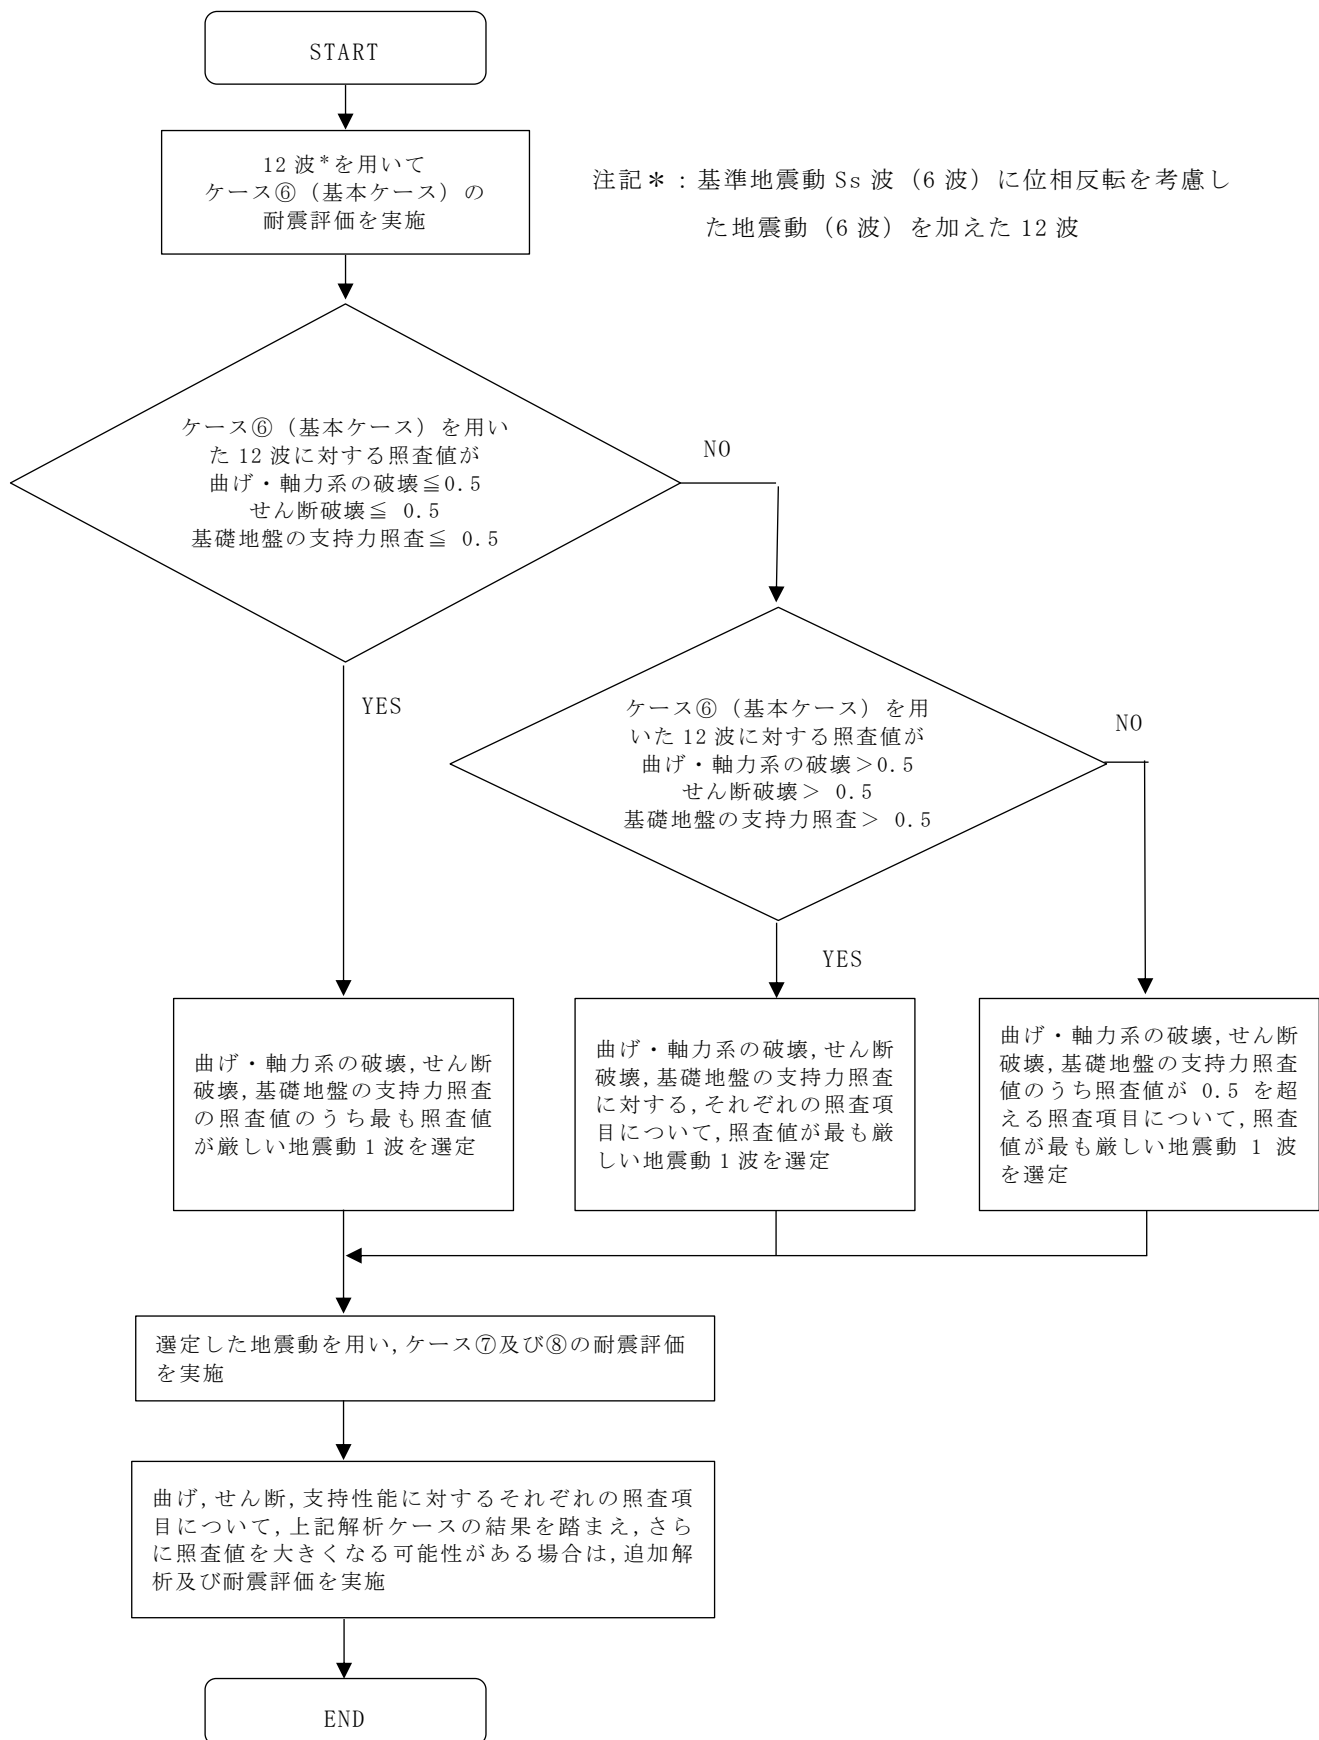 START
12 波*を用いて
ケース⑥（基本ケース）の
耐震評価を実施
注記＊：基準地震動 Ss 波（6 波）に位相反転を考慮し
た地震動（6 波）を加えた 12 波
ケース⑥（基本ケース）を用い
た 12 波に対する照査値が
曲げ・軸力系の破壊≦0.5
せん断破壊≦ 0.5
基礎地盤の支持力照査≦ 0.5
NO
YES
ケース⑥（基本ケース）を用
いた 12 波に対する照査値が
曲げ・軸力系の破壊＞0.5
せん断破壊＞ 0.5
基礎地盤の支持力照査＞ 0.5
NO
YES
曲げ・軸力系の破壊,せん断
破壊,基礎地盤の支持力照査
の照査値のうち最も照査値
が厳しい地震動 1 波を選定
曲げ・軸力系の破壊,せん断
破壊,基礎地盤の支持力照査
に対する,それぞれの照査項
目について,照査値が最も厳
しい地震動 1 波を選定
曲げ・軸力系の破壊,せん断
破壊,基礎地盤の支持力照査
値のうち照査値が 0.5 を超
える照査項目について,照査
値が最も厳しい地震動 1 波
を選定
選定した地震動を用い,ケース⑦及び⑧の耐震評価
を実施
曲げ,せん断,支持性能に対するそれぞれの照査項
目について,上記解析ケースの結果を踏まえ,さら
に照査値を大きくなる可能性がある場合は,追加解
析及び耐震評価を実施
END